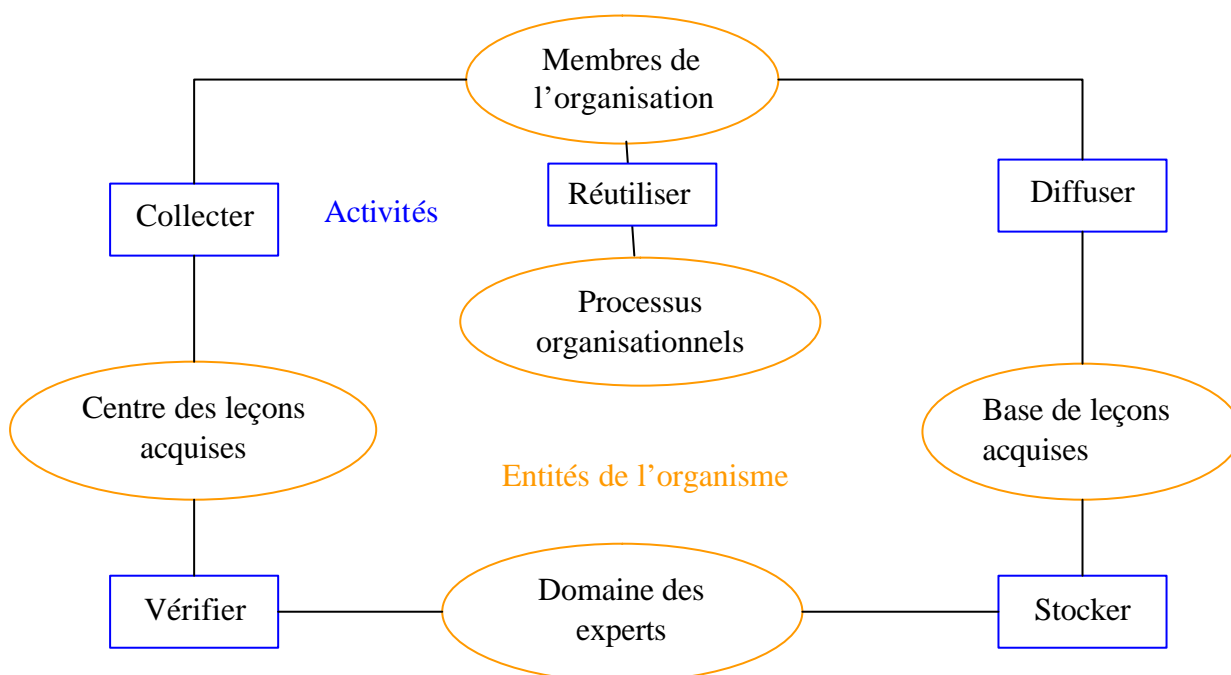 Membres de
l’organisation
Collecter
Activités
Réutiliser
Diffuser
Processus
organisationnels
Centre des leçons
acquises
Base de leçons
acquises
Entités de l’organisme
Vérifier
Domaine des
experts
Stocker